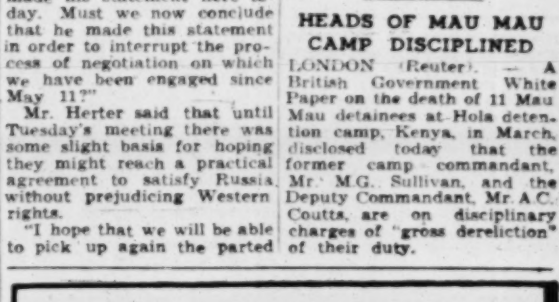 day. Must we now conclude
that he made this statement
in order to interrupt the pro-
cess of negotiation on which
we have been engaged since
May 11?"
Mr. Herter said that until
Tuesday's meeting there was
some slight basis for hoping
they might reach a practical
agreement to satisfy Russia
without prejudicing Western
rights.
"I hope that we will be able
to pick up again the parted
HEADS OF MAU MAU
CAMP DISCIPLINED
LONDON (Reuter). — A
British Government White
Paper on the death of 11 Mau
Mau detainees at Hola deten-
tion camp, Kenya, in March,
disclosed today that the
former camp commandant,
Mr. M.G. Sullivan, and the
Deputy Commandant, Mr. A.C.
Coutts, are on disciplinary
charges of "gross dereliction"
of their duty.